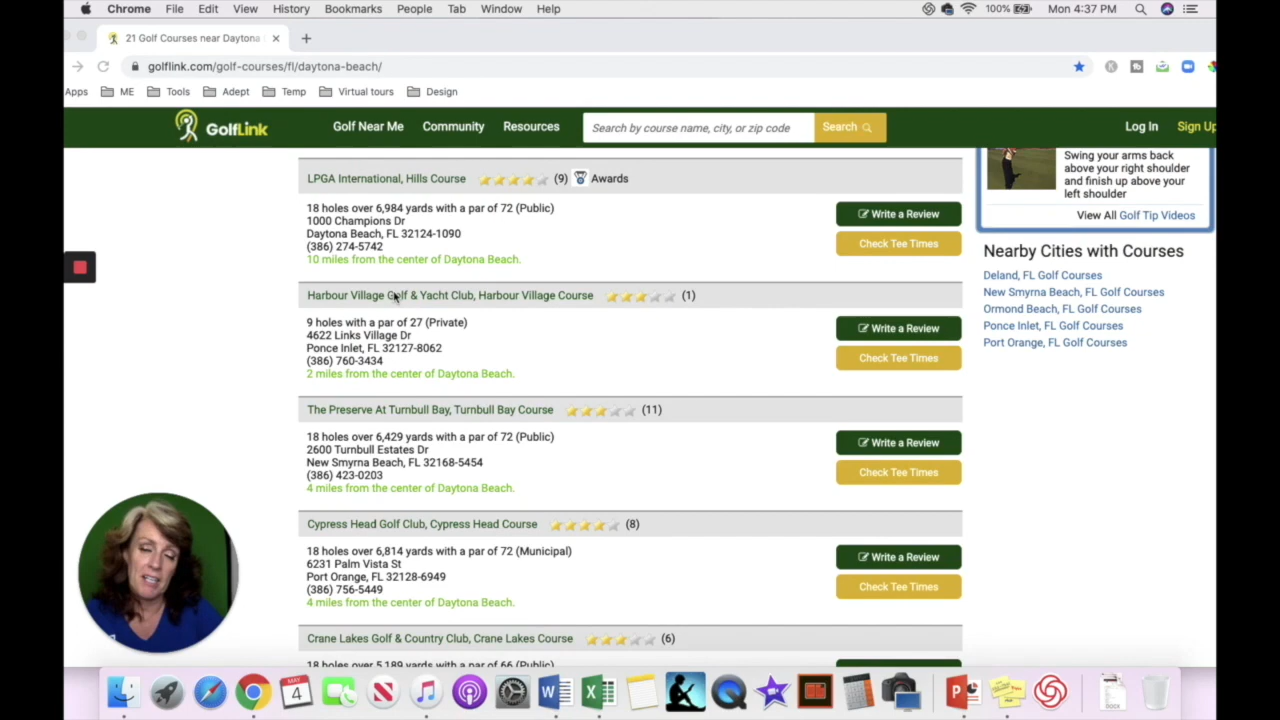 Chrome File Edit View History Bookmarks People Tab Window Help 100% Mon 4:37 PM
21 Golf Courses near Daytona
golflink.com/golf-courses/fl/daytona-beach/
Apps ME Tools Adept Temp Virtual tours Design
GolfLink Golf Near Me Community Resources Search by course name, city, or zip code Search Log In Sign Up
LPGA International, Hills Course (9) Awards
18 holes over 6,984 yards with a par of 72 (Public)
1000 Champions Dr
Daytona Beach, FL 32124-1090
(386) 274-5742
10 miles from the center of Daytona Beach.
Write a Review
Check Tee Times
Harbour Village Golf & Yacht Club, Harbour Village Course (1)
9 holes with a par of 27 (Private)
4622 Links Village Dr
Ponce Inlet, FL 32127-8062
(386) 760-3434
2 miles from the center of Daytona Beach.
Write a Review
Check Tee Times
The Preserve At Turnbull Bay, Turnbull Bay Course (11)
18 holes over 6,429 yards with a par of 72 (Public)
2600 Turnbull Estates Dr
New Smyrna Beach, FL 32168-5454
(386) 423-0203
4 miles from the center of Daytona Beach.
Write a Review
Check Tee Times
Cypress Head Golf Club, Cypress Head Course (8)
18 holes over 6,814 yards with a par of 72 (Municipal)
6231 Palm Vista St
Port Orange, FL 32128-6949
(386) 756-5449
4 miles from the center of Daytona Beach.
Write a Review
Check Tee Times
Crane Lakes Golf & Country Club, Crane Lakes Course (6)
18 holes over 5,189 yards with a par of 66 (Public)
Swing your arms back
above your right shoulder
and finish up above your
left shoulder
View All Golf Tip Videos
Nearby Cities with Courses
Deland, FL Golf Courses
New Smyrna Beach, FL Golf Courses
Ormond Beach, FL Golf Courses
Ponce Inlet, FL Golf Courses
Port Orange, FL Golf Courses
MAY
4
DOCX